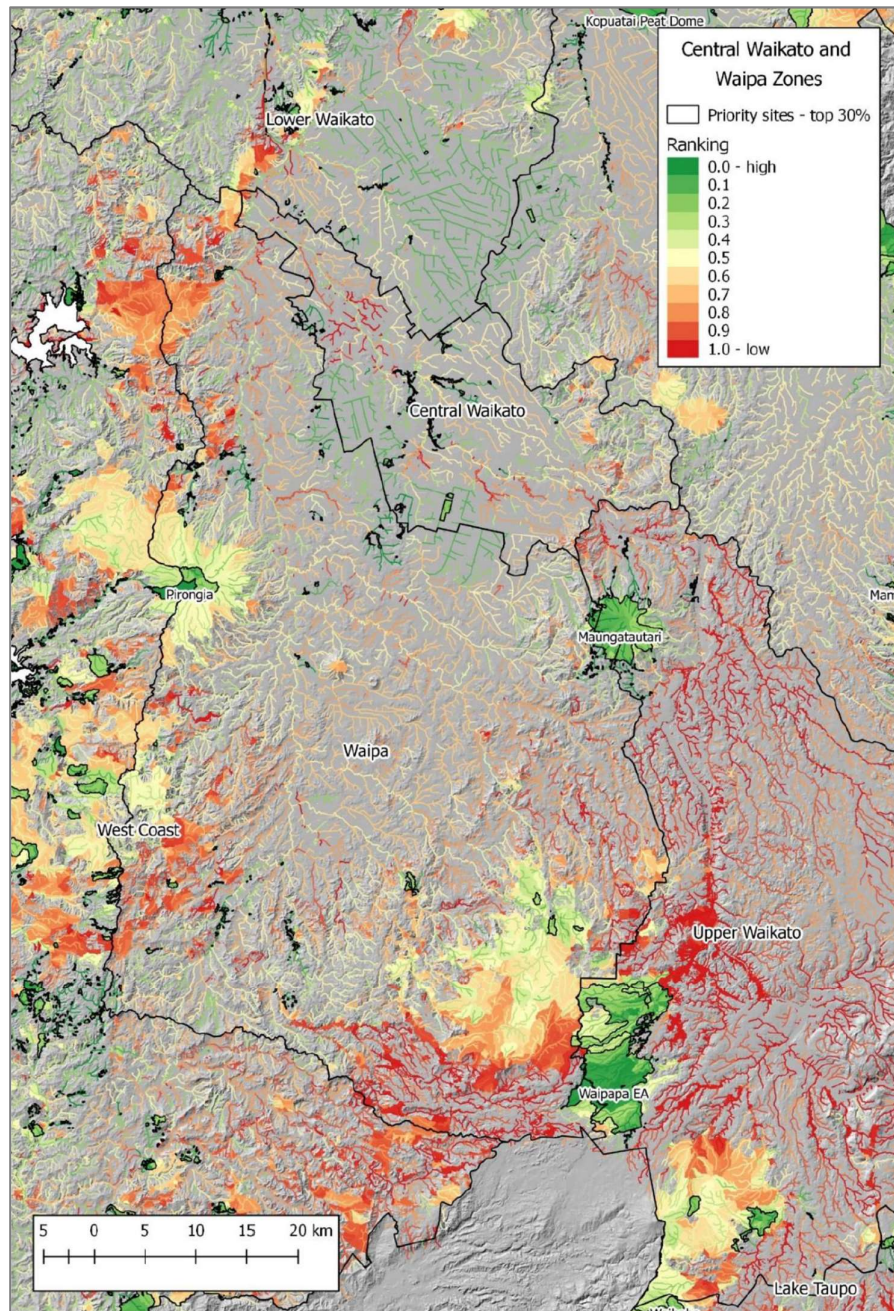 Kopuatai Peat Dome
Central Waikato and
Waipa Zones
Priority sites - top 30%
Ranking
0.0 - high
0.1
0.2
0.3
0.4
0.5
0.6
0.7
0.8
0.9
1.0 - low
Lower Waikato
Central Waikato
Pirongia
Maungatautari
Waipa
West Coast
Upper Waikato
Waipapa EA
5 0 5 10 15 20 km
Lake Taupo